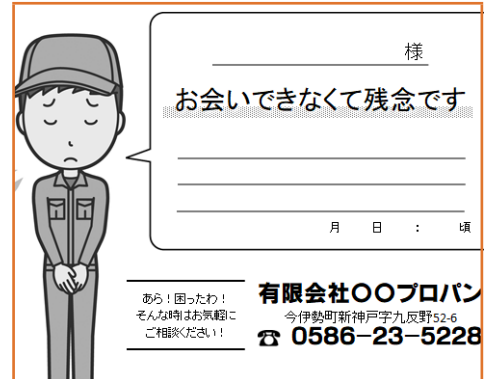 様
お会いできなくて残念です
月 日 : 頃
あら！困ったわ！
そんな時はお気軽に
ご相談ください！
有限会社〇〇プロパン
今伊勢町新神戸字九反野52-6
☎ 0586-23-5228